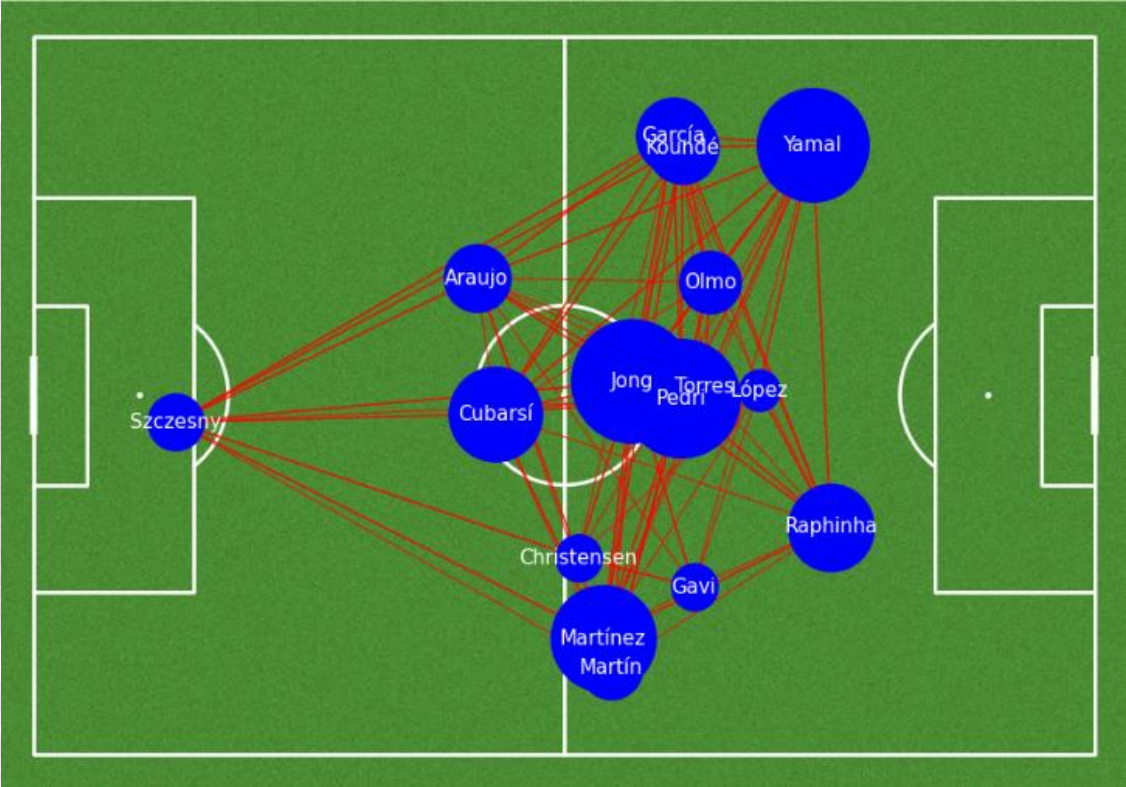 García
Koundé
Yamal
Araujo
Olmo
Jong
Torres
López
Pedri
Cubarsí
Szczesny
Raphinha
Christensen
Gavi
Martínez
Martín